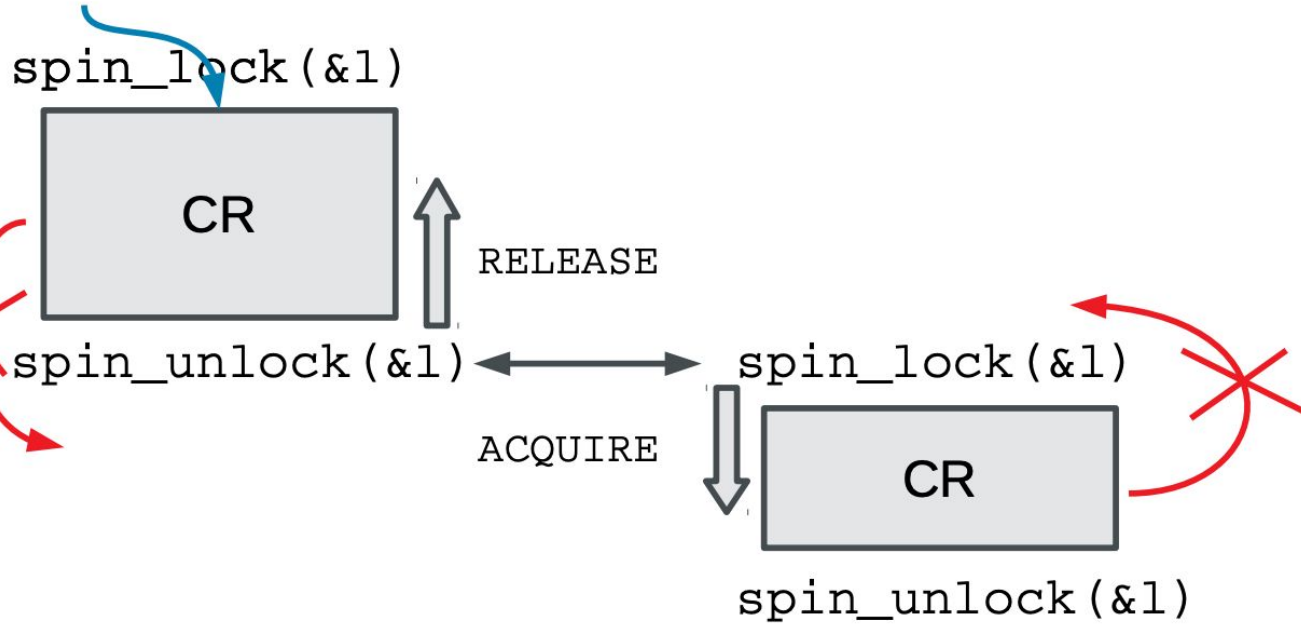 spin_lock(&l)
CR
RELEASE
spin_unlock(&l)
spin_lock(&l)
ACQUIRE
CR
spin_unlock(&l)